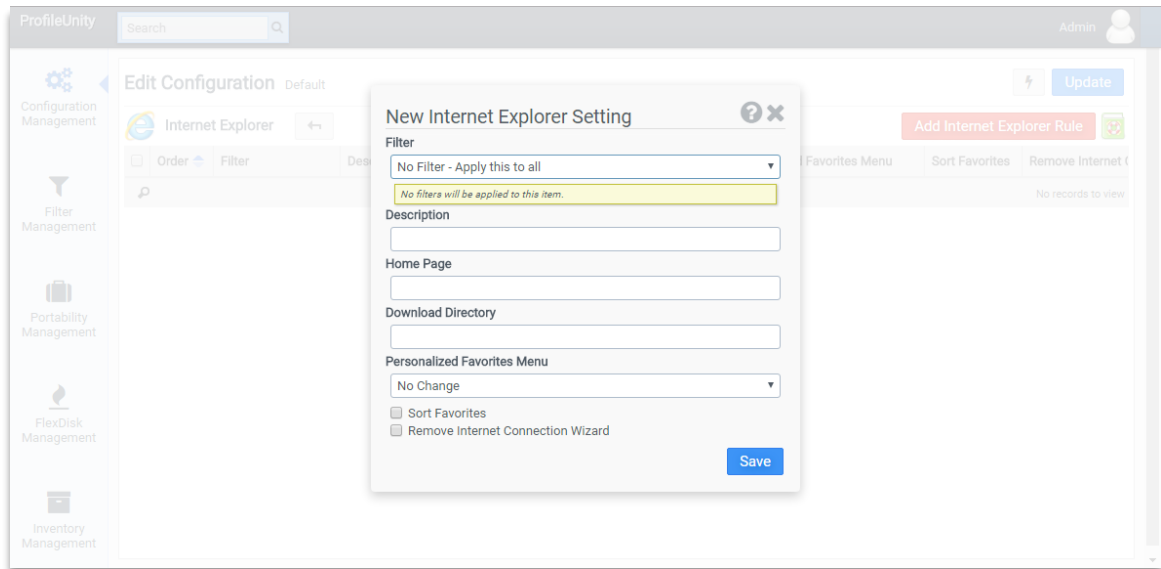 ProfileUnity
Search
Admin
Configuration
Management
Filter
Management
Portability
Management
FlexDisk
Management
Inventory
Management
Edit Configuration Default
Update
Internet Explorer
Add Internet Explorer Rule
Order Filter Des Favorites Menu Sort Favorites Remove Internet
No records to view
New Internet Explorer Setting
Filter
No Filter - Apply this to all
No filters will be applied to this item.
Description
Home Page
Download Directory
Personalized Favorites Menu
No Change
Sort Favorites
Remove Internet Connection Wizard
Save